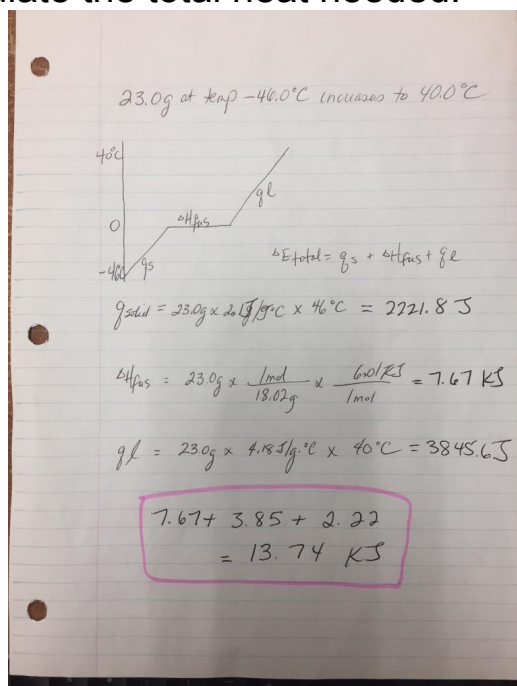 late the total heat needed.
23.0g at temp -46.0°C increases to 40.0°C
40°C
ql
0
ΔHfus
-46
qs
ΔEtotal = qs + ΔHfus + ql
qsolid = 23.0g x 2.1J/g°C x 46°C = 2221.8 J
ΔHfus = 23.0g x 1mol/18.02g x 6.01KJ/1mol = 7.67 KJ
ql = 23.0g x 4.18J/g.°C x 40°C = 3845.6J
7.67+ 3.85 + 2.22
= 13.74 KJ